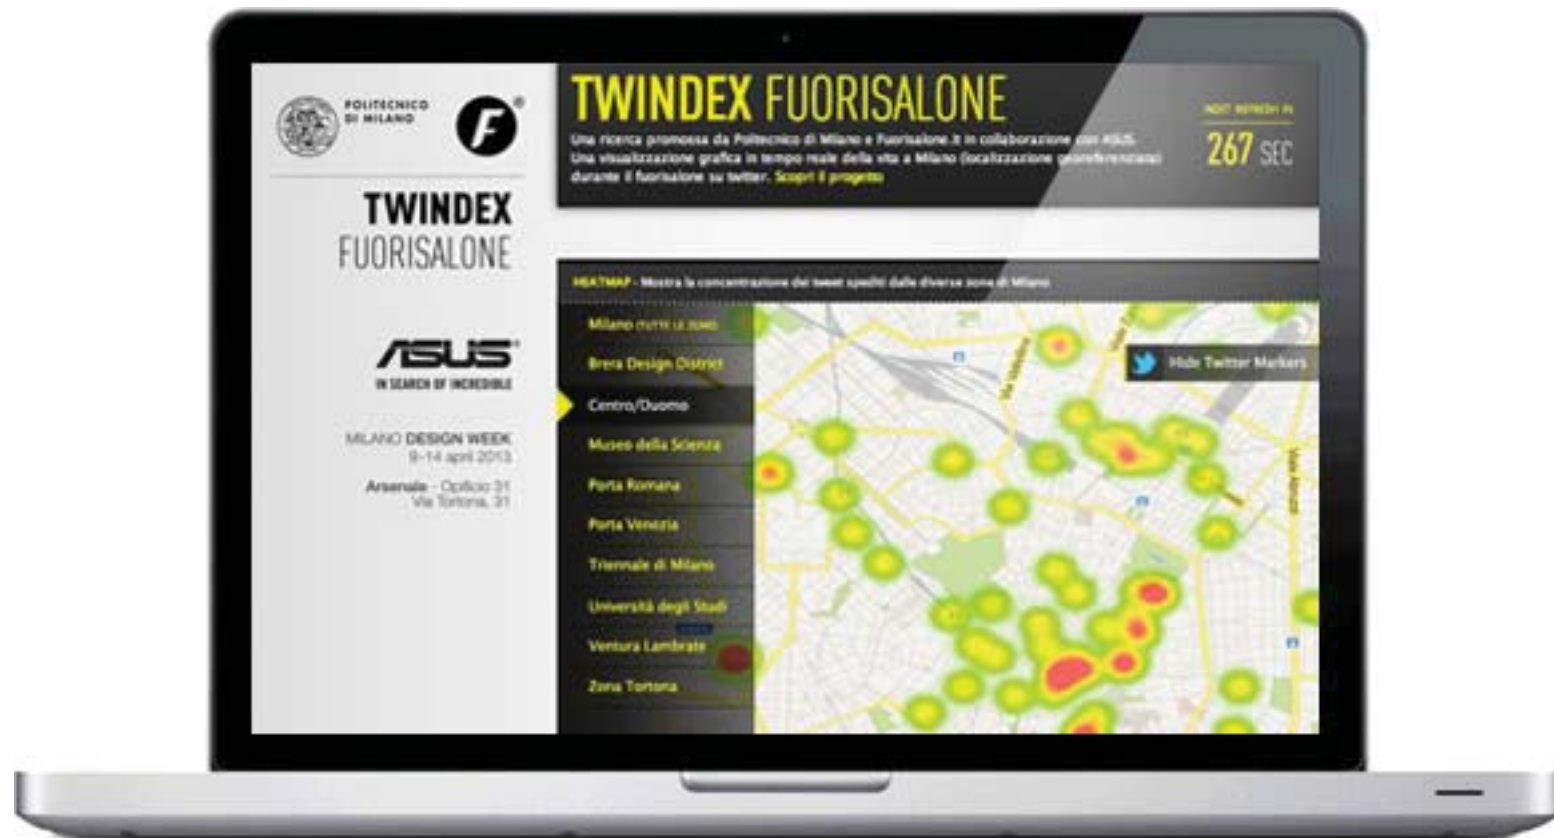 POLITECNICO
DI MILANO
F®
TWINDEX
FUORISALONE
ASUS
IN SEARCH OF INCREDIBLE
MILANO DESIGN WEEK
9-14 april 2013
Arsenale - Opificio 31
Via Tortona, 31
TWINDEX FUORISALONE
Una ricerca promossa da Politecnico di Milano e Fuorisalone.it in collaborazione con ASUS.
Una visualizzazione grafica in tempo reale della vita a Milano (localizzazione georeferenziata)
durante il fuorisalone su twitter. Scopri il progetto
NEXT REFRESH IN
267 SEC
HEATMAP - Mostra la concentrazione dei tweet spediti dalle diverse zone di Milano
Milano (TUTTE LE ZONE)
Brera Design District
Centro/Duomo
Museo della Scienza
Porta Romana
Porta Venezia
Triennale di Milano
Università degli Studi
Ventura Lambrate
Zona Tortona
Hide Twitter Markers
Viale Abruzzi